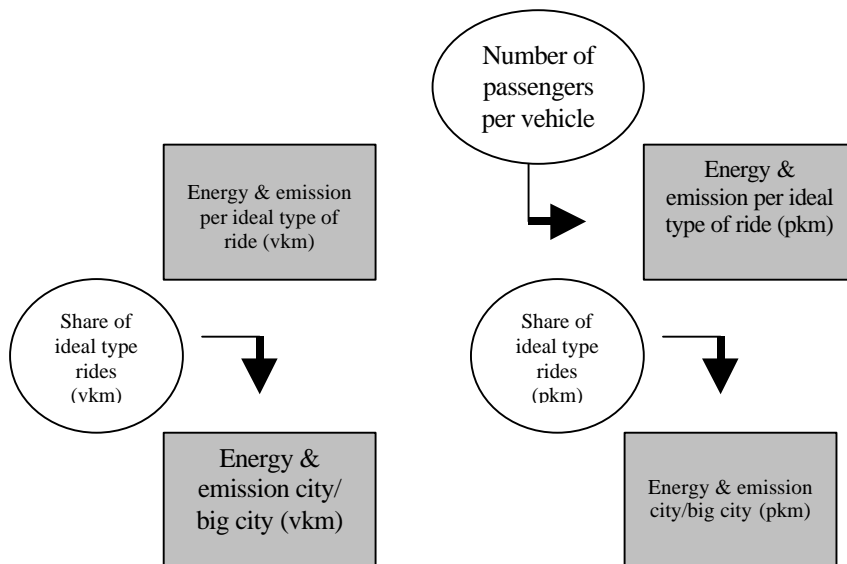 Number of
passengers
per vehicle
Energy & emission
per ideal type of
ride (vkm)
Energy &
emission per ideal
type of ride (pkm)
Share of
ideal type
rides
(vkm)
Share of
ideal type
rides
(pkm)
Energy &
emission city/
big city (vkm)
Energy & emission
city/big city (pkm)